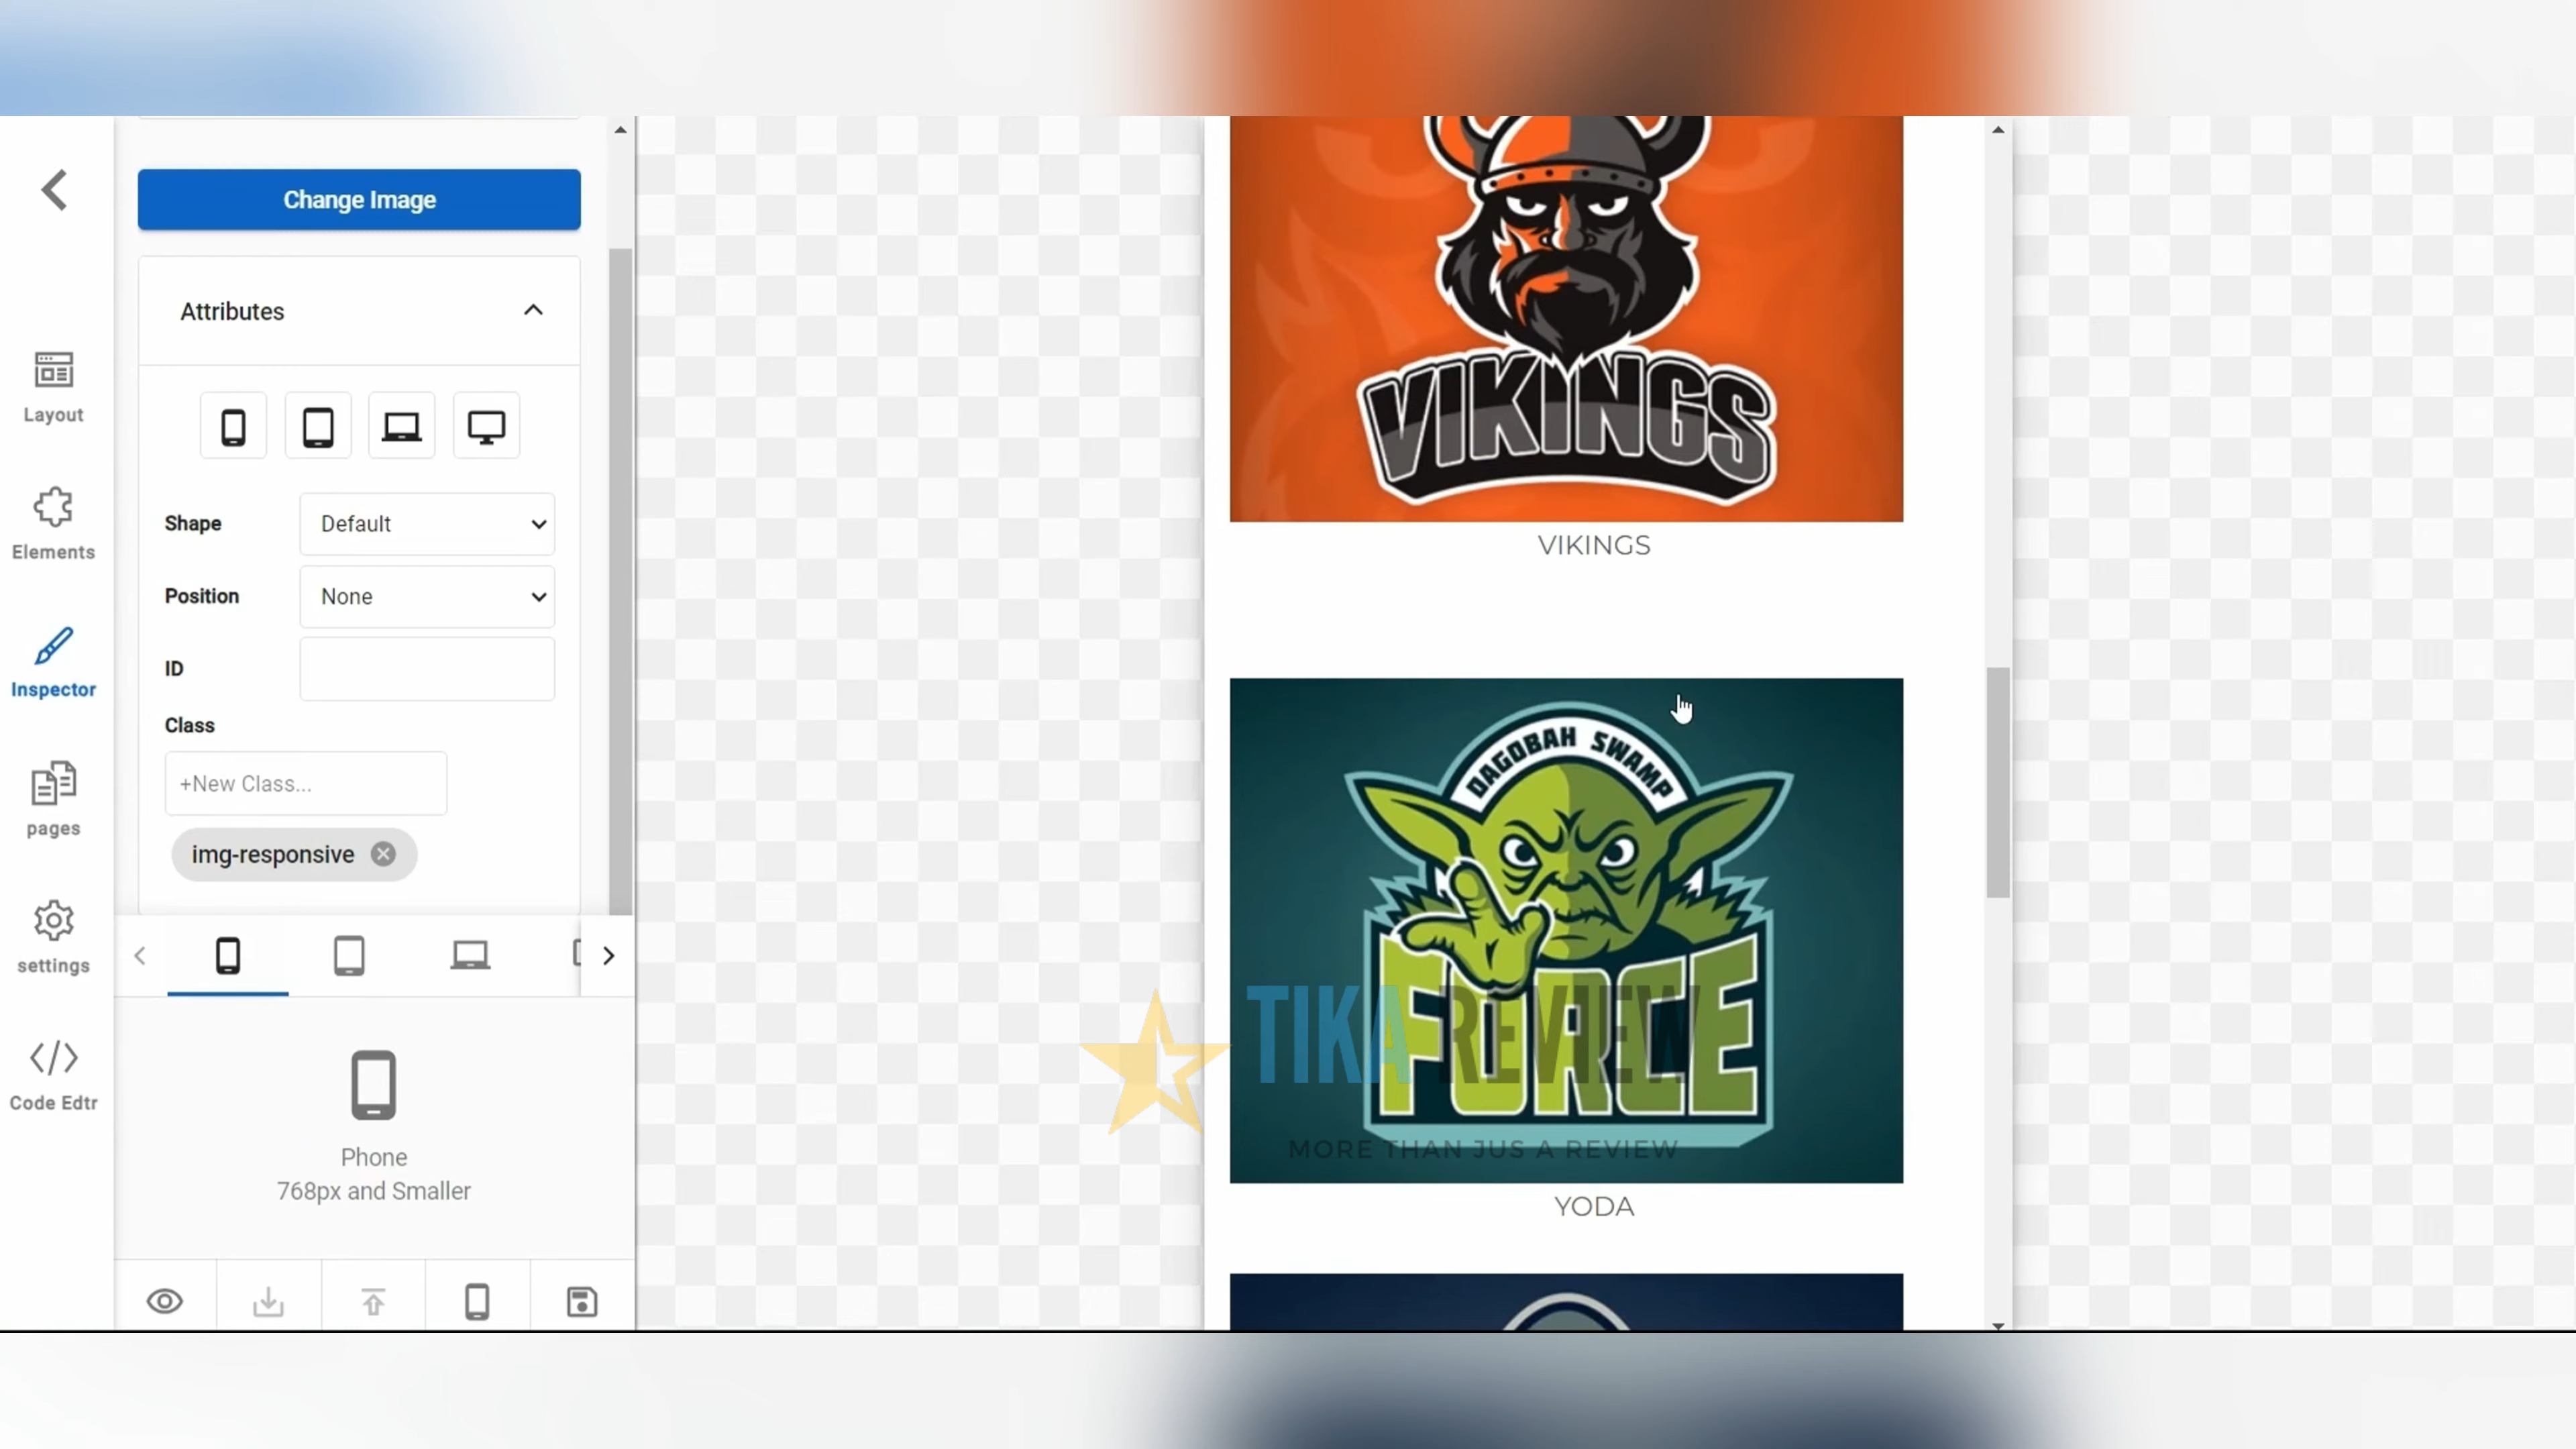 Change Image
Attributes
Layout
Shape
Default
Elements
Position
None
Inspector
ID
Class
+New Class...
pages
img-responsive
settings
Code Edtr
Phone
768px and Smaller
VIKINGS
VIKINGS
DAGOBAH SWAMP
FORCE
TIKA REVIEW
MORE THAN JUS A REVIEW
YODA